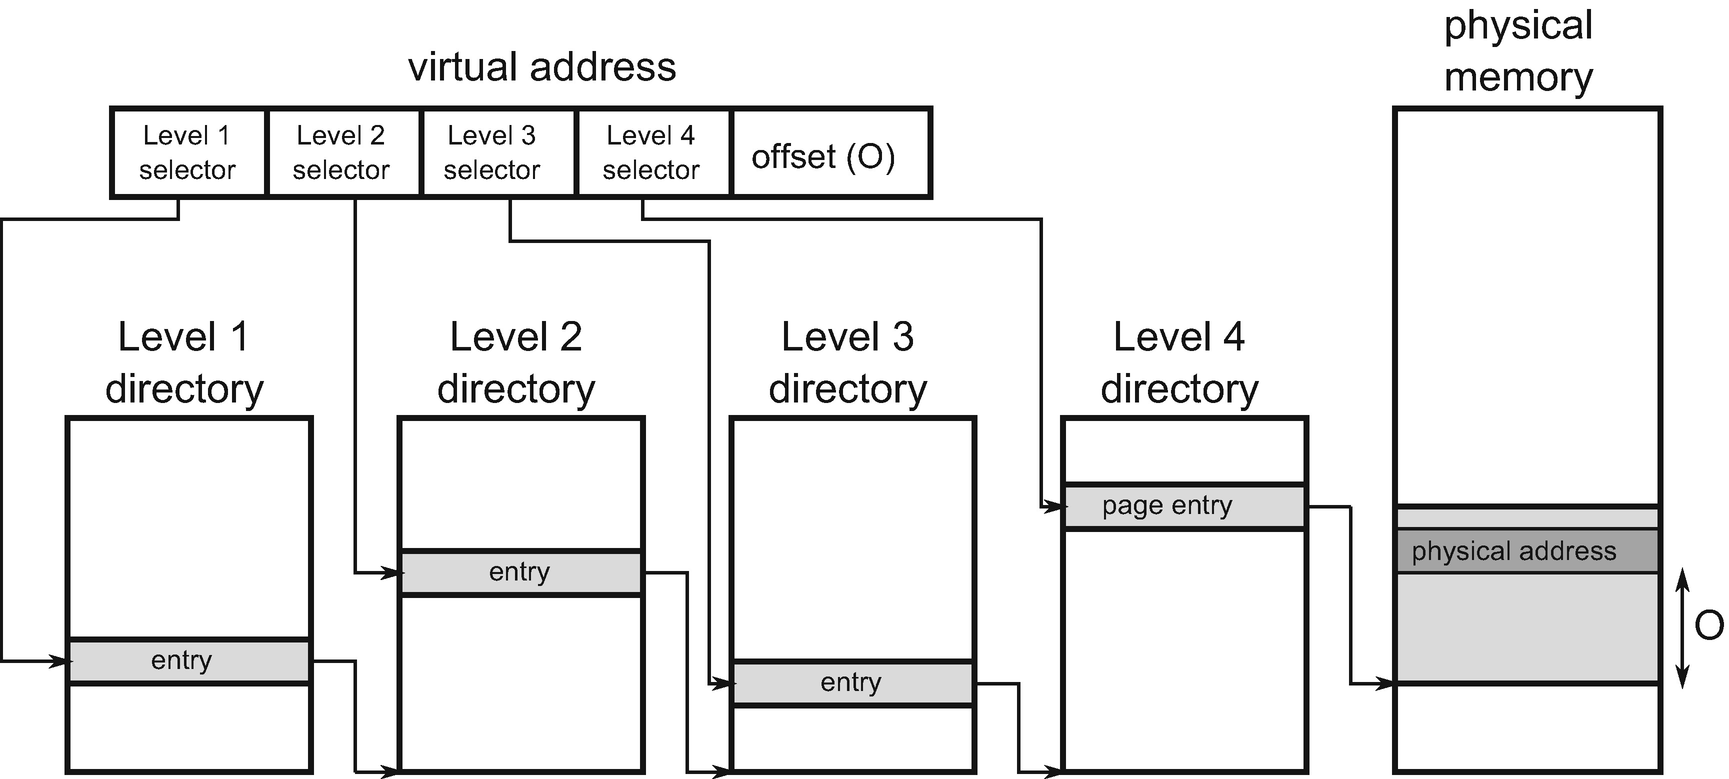 physical
memory
virtual address
Level 1
selector
Level 2
selector
Level 3
selector
Level 4
selector
offset (O)
Level 1
directory
Level 2
directory
Level 3
directory
Level 4
directory
page entry
physical address
entry
O
entry
entry